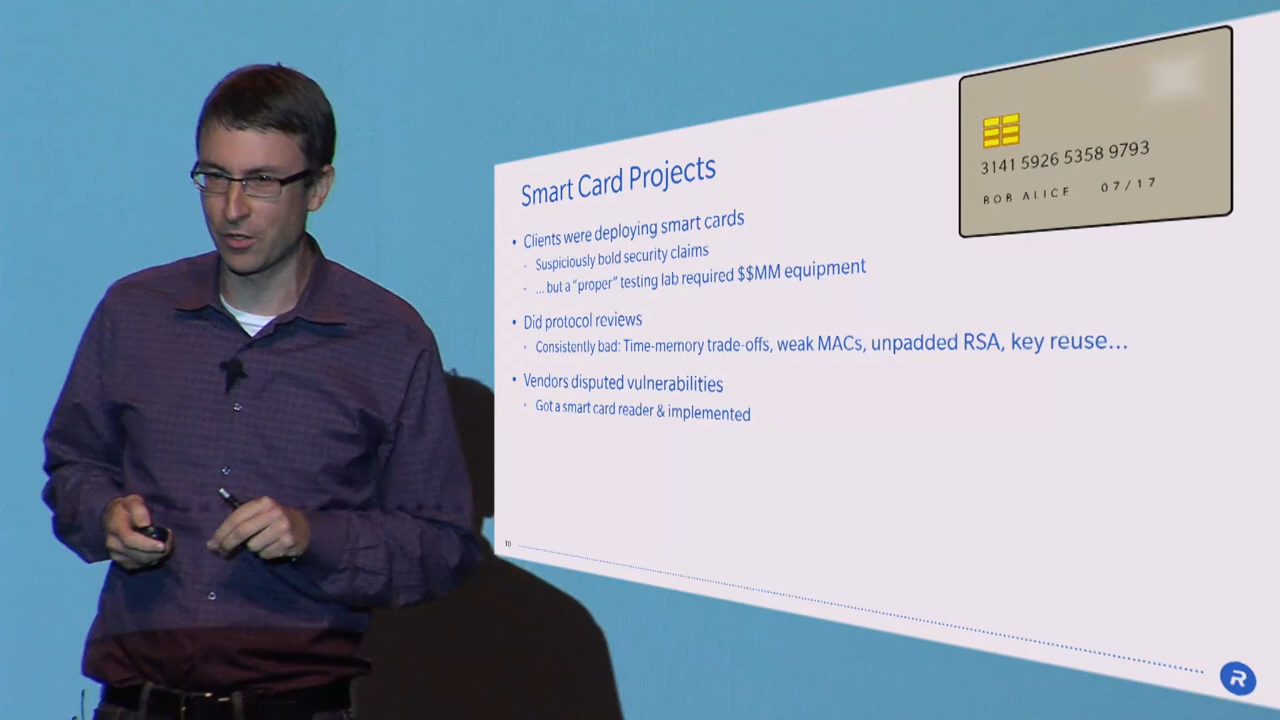 Smart Card Projects
• Clients were deploying smart cards
• Suspiciously bold security claims
• ... but a “proper” testing lab required $$MM equipment
• Did protocol reviews
• Consistently bad: Time-memory trade-offs, weak MACs, unpadded RSA, key reuse…
• Vendors disputed vulnerabilities
• Got a smart card reader & implemented
3141 5926 5358 9793
BOB ALICE 07/17
10
R